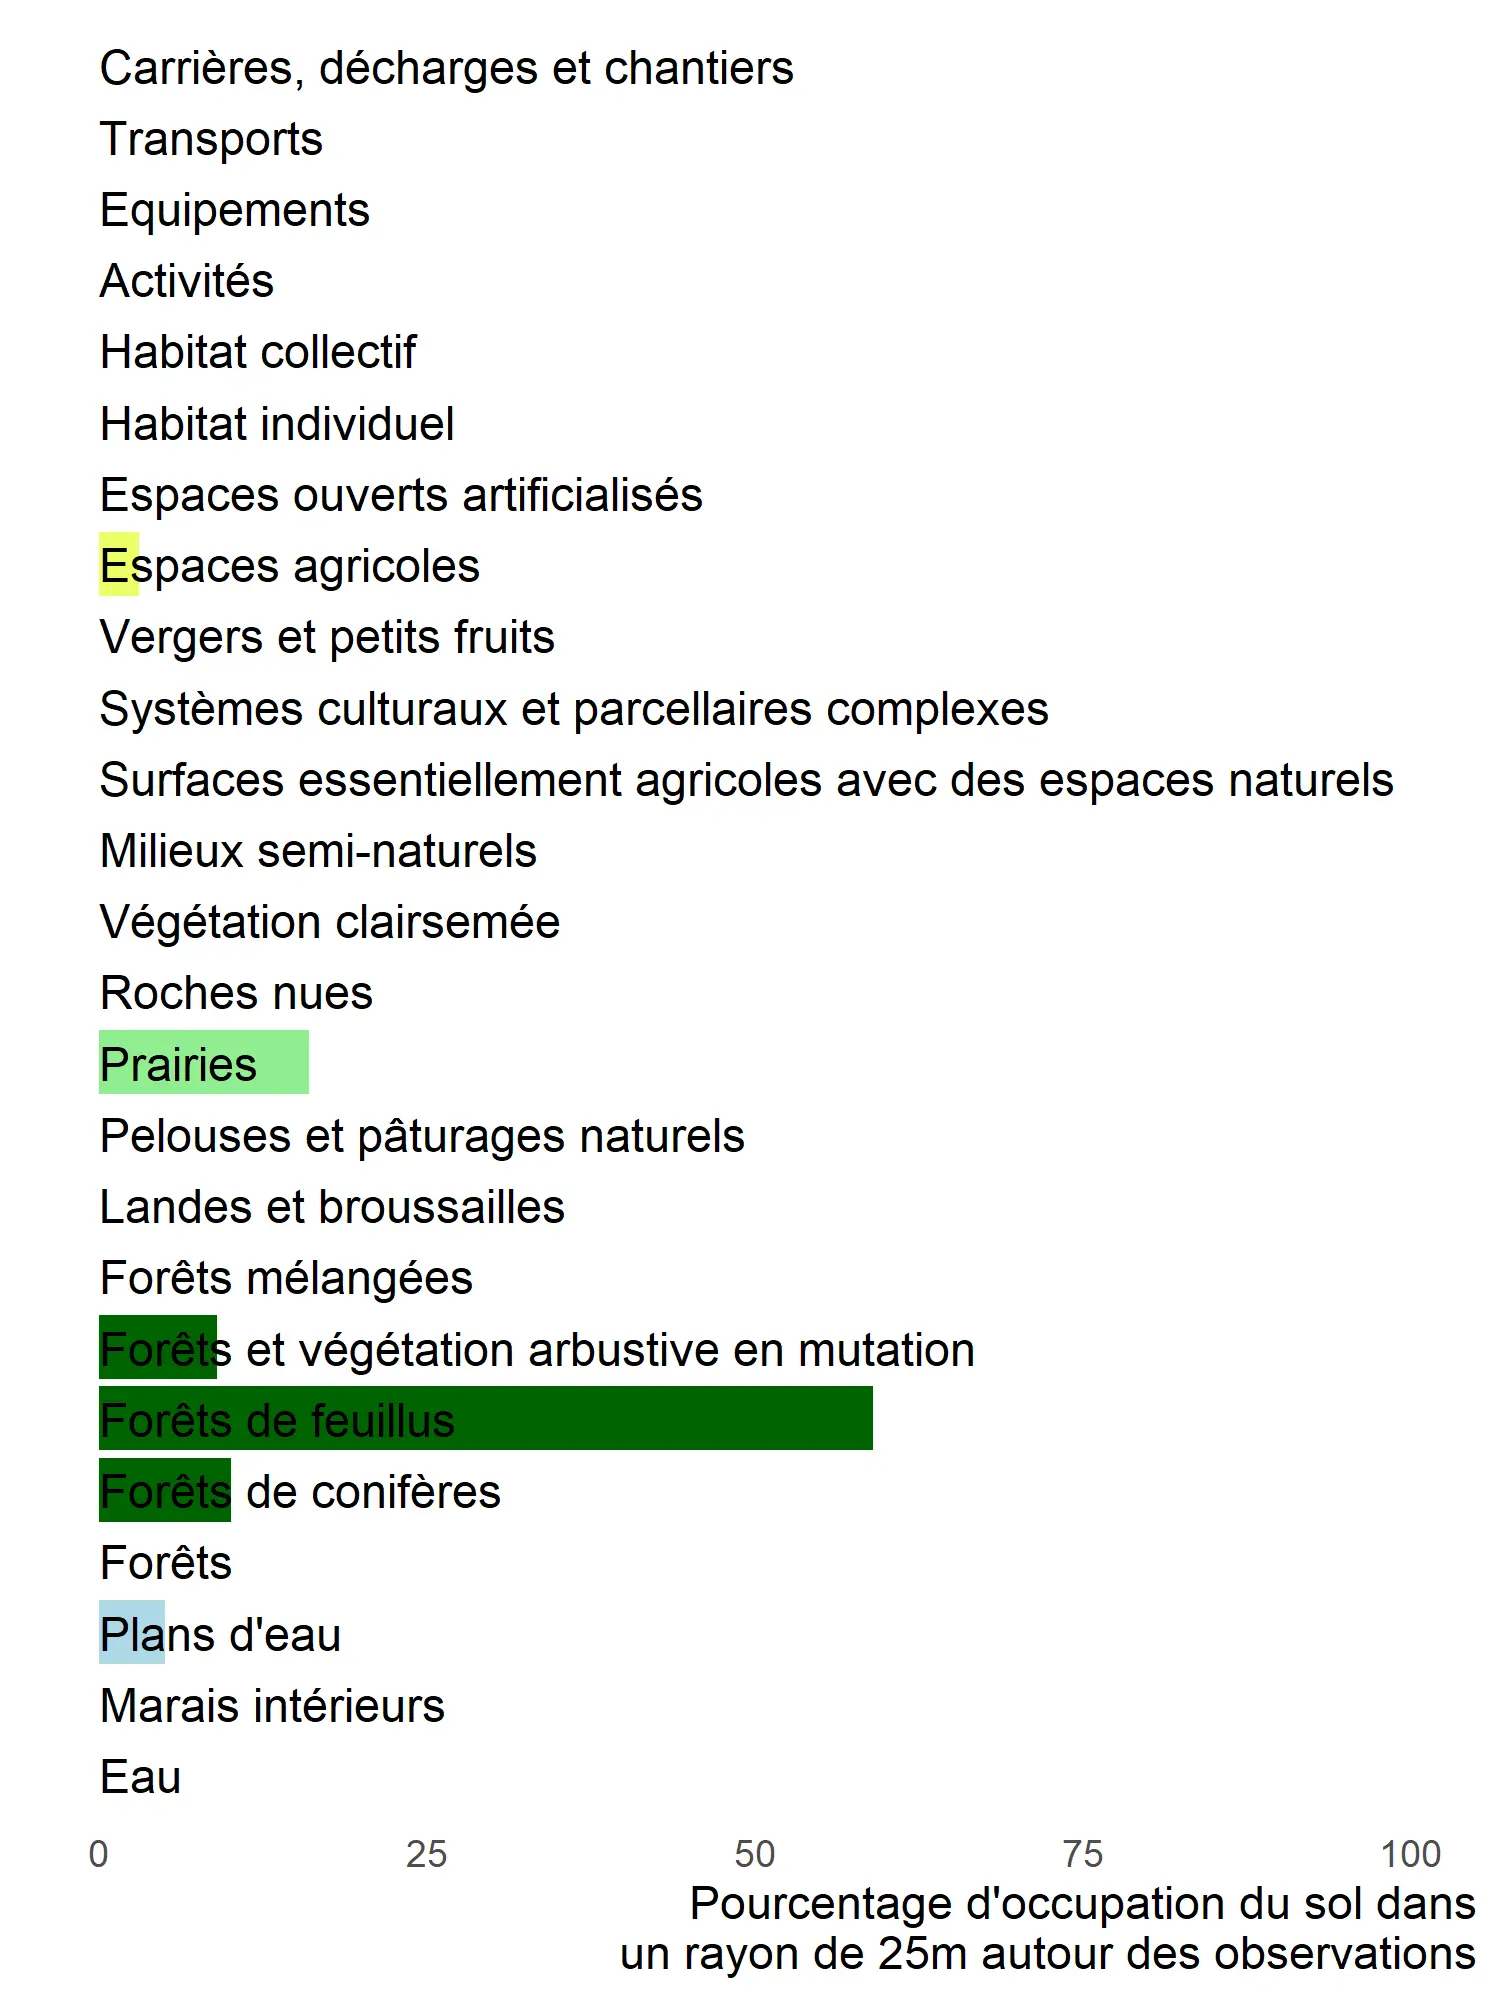 Carrières, décharges et chantiers
Transports
Equipements
Activités
Habitat collectif
Habitat individuel
Espaces ouverts artificialisés
Espaces agricoles
Vergers et petits fruits
Systèmes culturaux et parcellaires complexes
Surfaces essentiellement agricoles avec des espaces naturels
Milieux semi-naturels
Végétation clairsemée
Roches nues
Prairies
Pelouses et pâturages naturels
Landes et broussailles
Forêts mélangées
Forêts et végétation arbustive en mutation
Forêts de feuillus
Forêts de conifères
Forêts
Plans d'eau
Marais intérieurs
Eau
0 25 50 75 100
Pourcentage d'occupation du sol dans
un rayon de 25m autour des observations